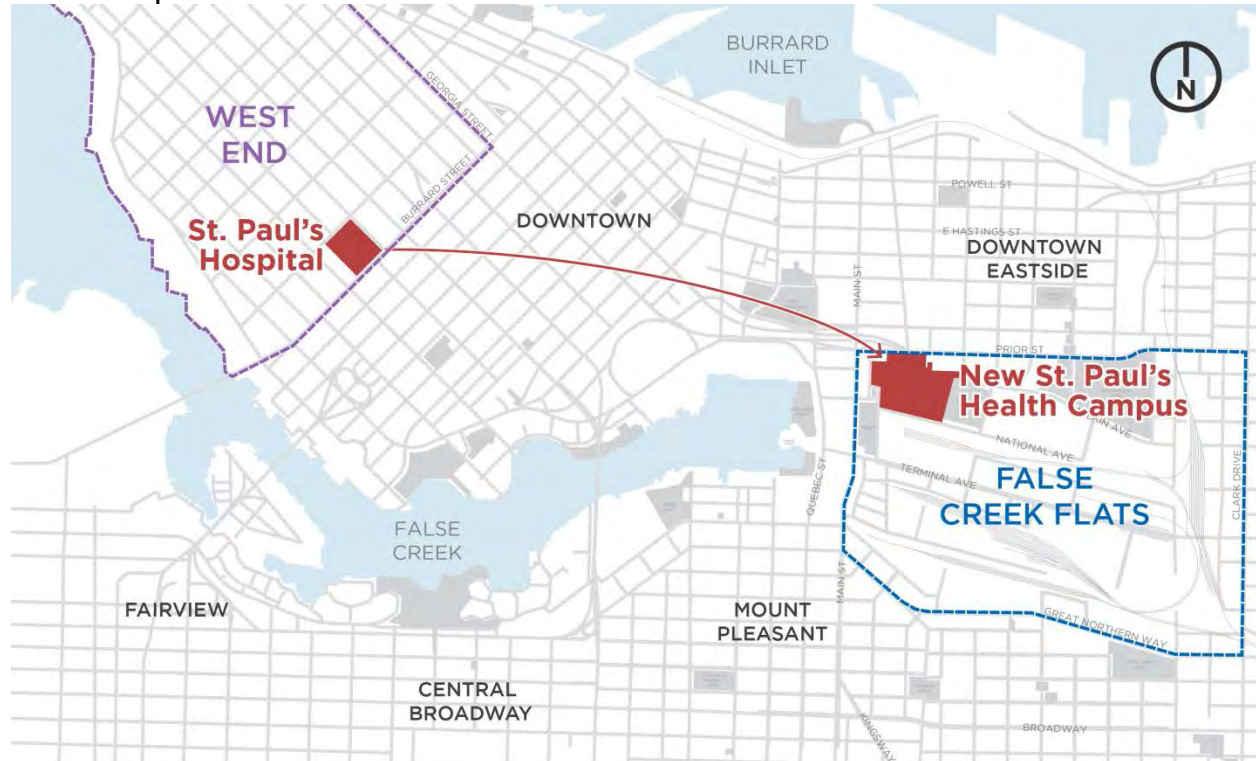 BURRARD
INLET
N
GEORGIA STREET
WEST
END
BURRARD STREET
POWELL ST
St. Paul's
Hospital
DOWNTOWN
E HASTINGS ST
DOWNTOWN
EASTSIDE
MAIN ST
PRIOR ST
New St. Paul's
Health Campus
NATIONAL AVE
TERMINAL AVE
QUEBEC ST
FALSE
CREEK FLATS
CLARK DRIVE
FALSE
CREEK
FAIRVIEW
MOUNT
PLEASANT
MAIN ST
GREAT NORTHERN WAY
CENTRAL
BROADWAY
KINGSWAY
BROADWAY